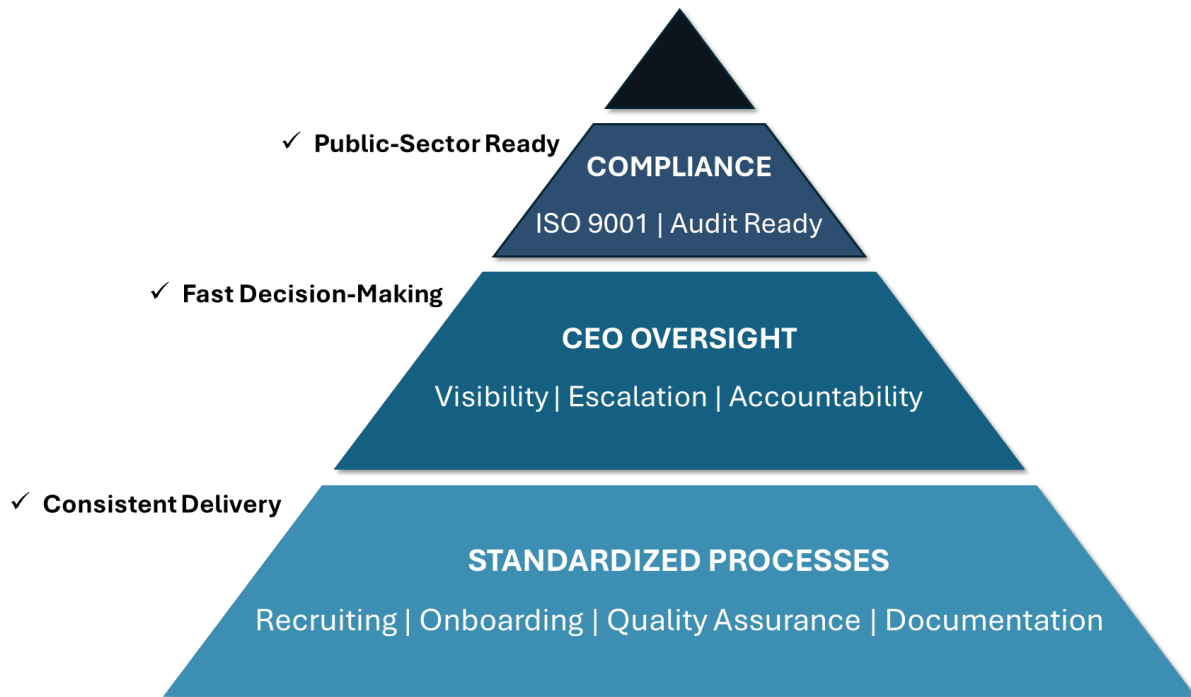 ✓ Public-Sector Ready
COMPLIANCE
ISO 9001 | Audit Ready
✓ Fast Decision-Making
CEO OVERSIGHT
Visibility | Escalation | Accountability
✓ Consistent Delivery
STANDARDIZED PROCESSES
Recruiting | Onboarding | Quality Assurance | Documentation